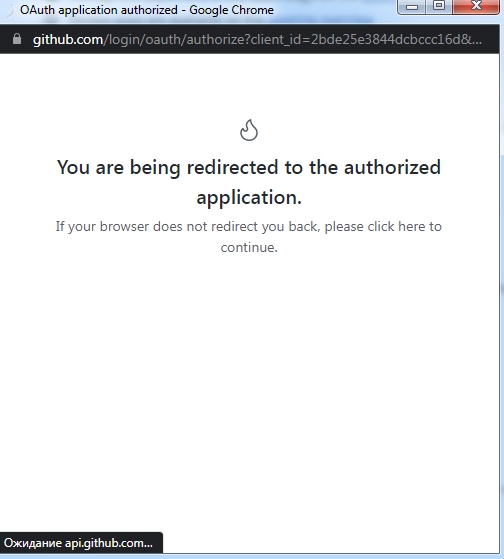 OAuth application authorized - Google Chrome
github.com/login/oauth/authorize?client_id=2bde25e3844dcbccc16d&...
You are being redirected to the authorized
application.
If your browser does not redirect you back, please click here to
continue.
Ожидание api.github.com...